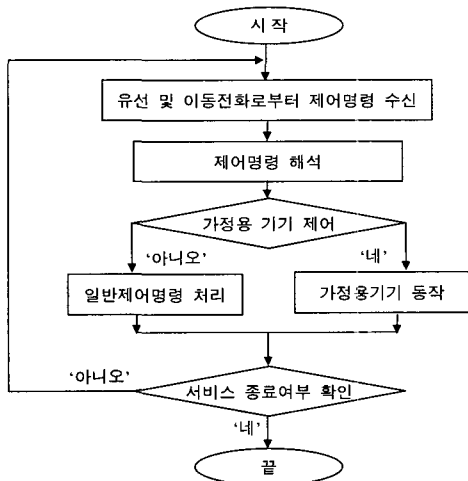 시작
유선 및 이동전화로부터 제어명령 수신
제어명령 해석
가정용 기기 제어
'아니오'
'네'
일반제어명령 처리
가정용기기 동작
'아니오'
서비스 종료여부 확인
'네'
끝